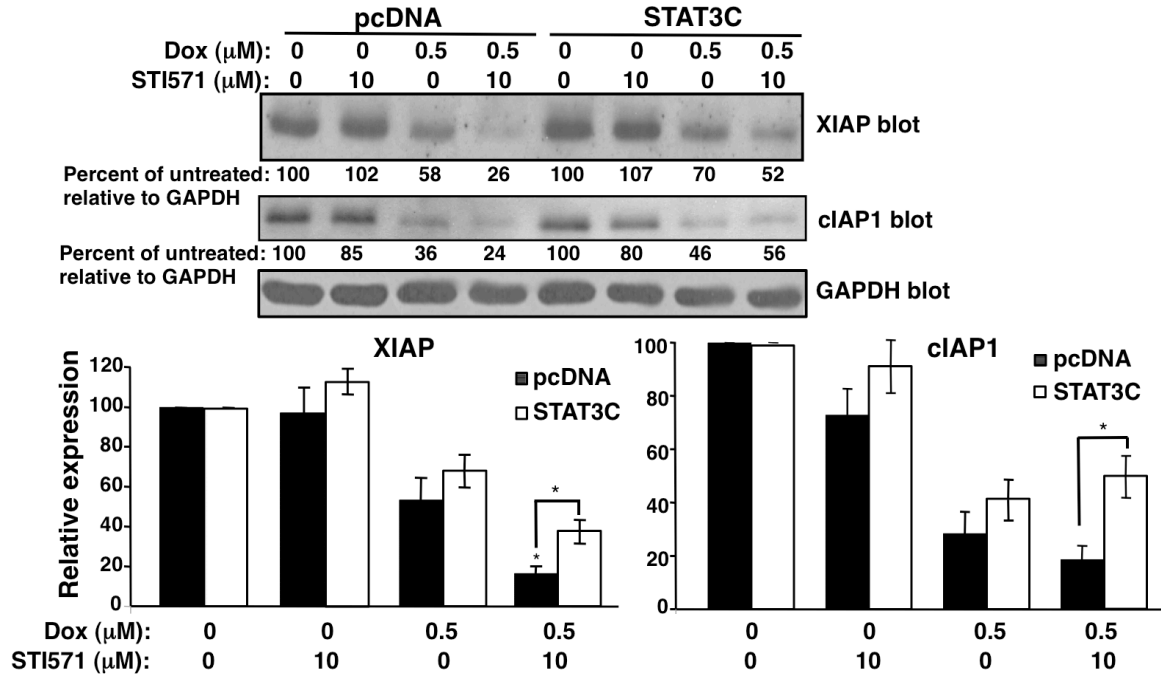 pcDNA STAT3C
Dox (μM): 0 0 0.5 0.5 0 0 0.5 0.5
STI571 (μM): 0 10 0 10 0 10 0 10
XIAP blot
Percent of untreated: 100 102 58 26 100 107 70 52
relative to GAPDH
cIAP1 blot
Percent of untreated: 100 85 36 24 100 80 46 56
relative to GAPDH
GAPDH blot
XIAP
Relative expression
120
100
80
60
40
20
0
pcDNA
STAT3C
*
*
Dox (μM): 0 0 0.5 0.5
STI571 (μM): 0 10 0 10
cIAP1
100
80
60
40
20
0
pcDNA
STAT3C
*
0 0 0.5 0.5
0 10 0 10